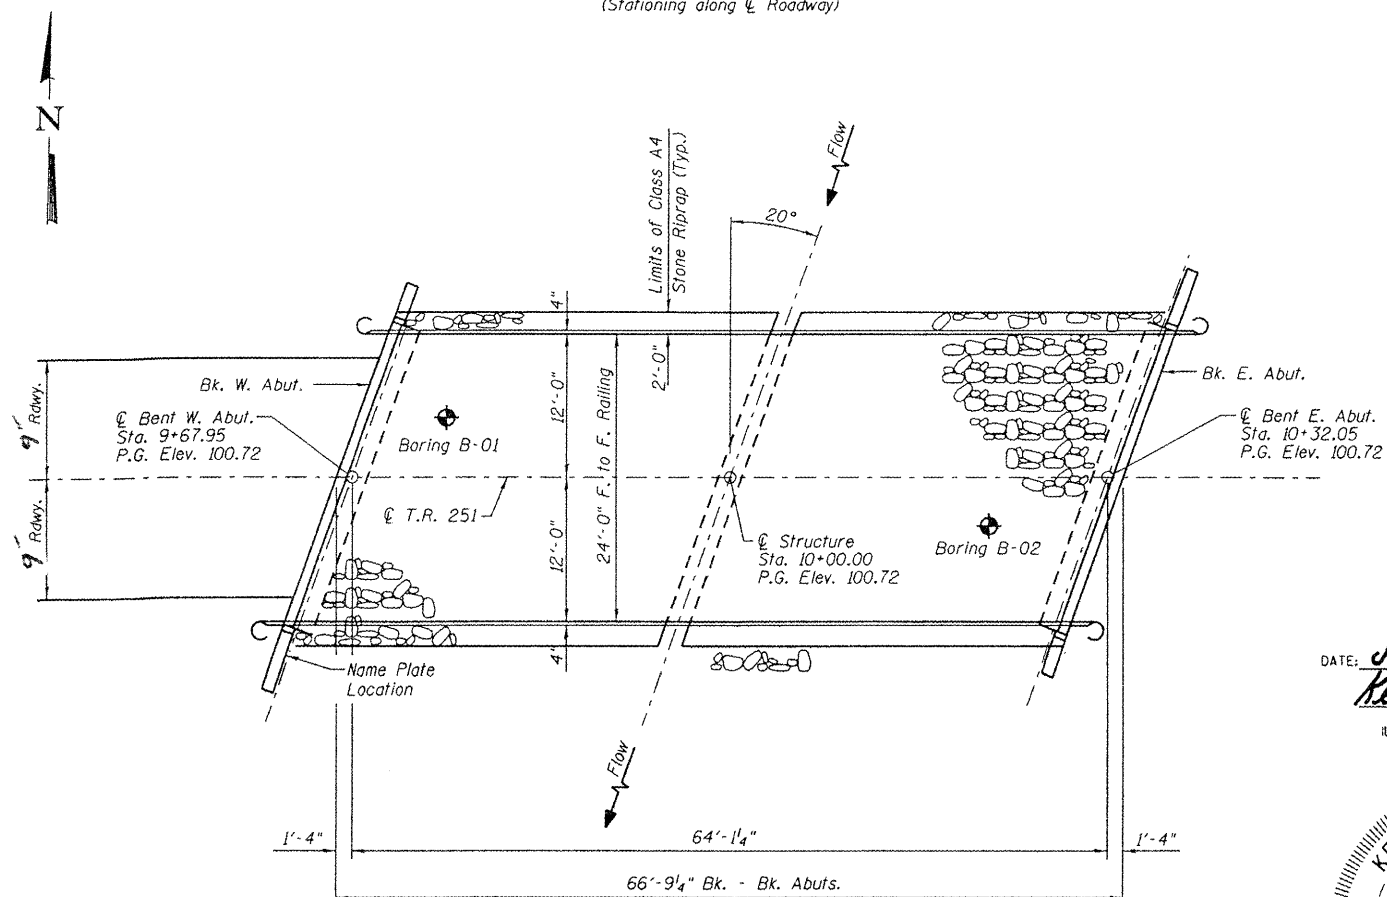 (Stationing along ℄ Roadway)
N
Flow
20°
Limits of Class A4
Stone Riprap (Typ.)
4"
2'-0"
12'-0"
24'-0" F. to F. Railing
12'-0"
4"
9' Rdwy.
9' Rdwy.
Bk. W. Abut.
℄ Bent W. Abut.
Sta. 9+67.95
P.G. Elev. 100.72
Boring B-01
℄ T.R. 251
Bk. E. Abut.
℄ Bent E. Abut.
Sta. 10+32.05
P.G. Elev. 100.72
℄ Structure
Sta. 10+00.00
P.G. Elev. 100.72
Boring B-02
Name Plate
Location
DATE:
Flow
1'-4"
64'-1¼"
1'-4"
66'-9¼" Bk. - Bk. Abuts.